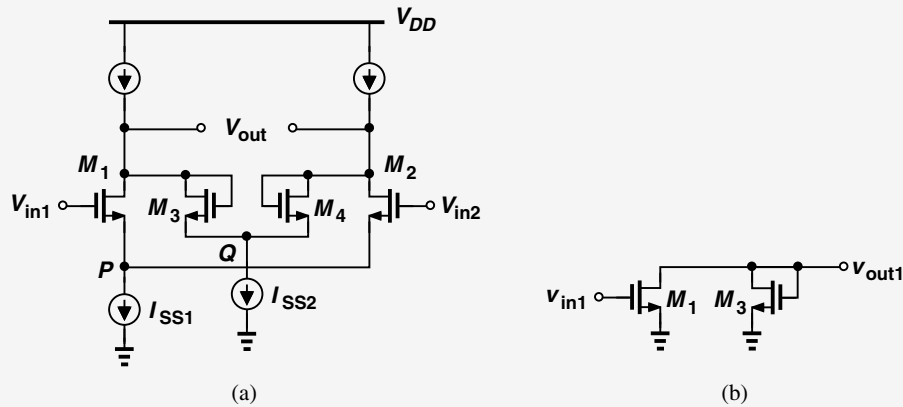 V_DD
V_out
M_1
M_2
V_in1
M_3
M_4
V_in2
Q
P
I_SS1
I_SS2
(a)
v_out1
v_in1
M_1
M_3
(b)